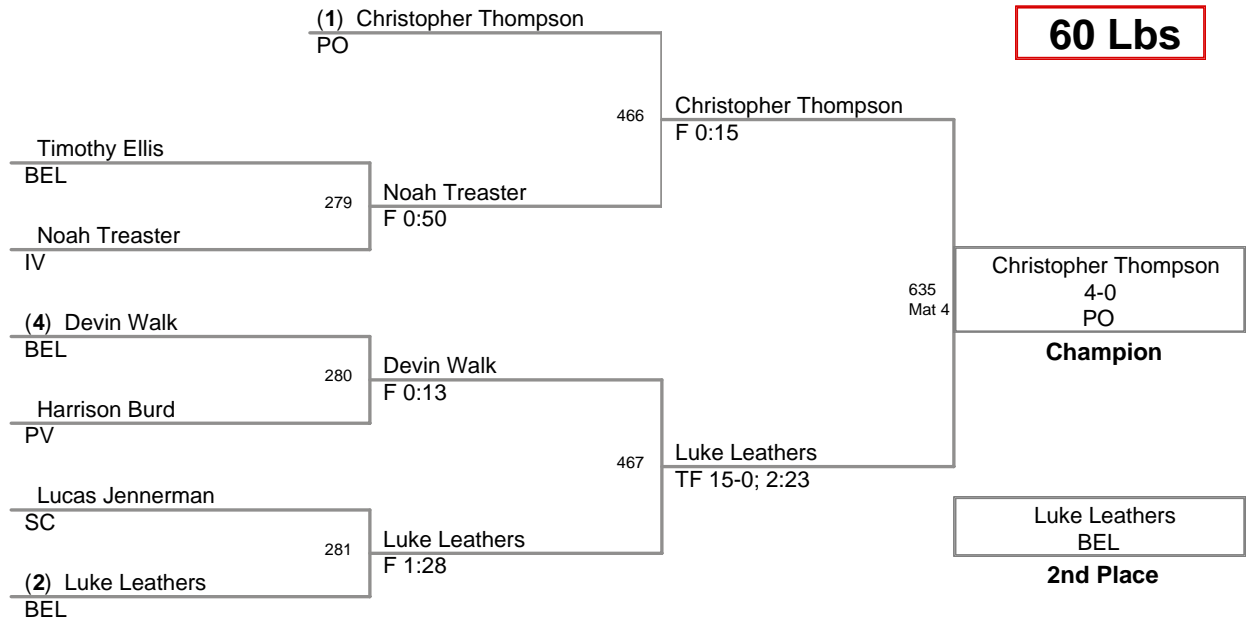 (1) Christopher Thompson
PO
60 Lbs
466
Christopher Thompson
F 0:15
Timothy Ellis
BEL
279
Noah Treaster
F 0:50
Noah Treaster
IV
635
Mat 4
Christopher Thompson
4-0
PO
Champion
(4) Devin Walk
BEL
280
Devin Walk
F 0:13
Harrison Burd
PV
467
Luke Leathers
TF 15-0; 2:23
Lucas Jennerman
SC
281
Luke Leathers
F 1:28
(2) Luke Leathers
BEL
Luke Leathers
BEL
2nd Place